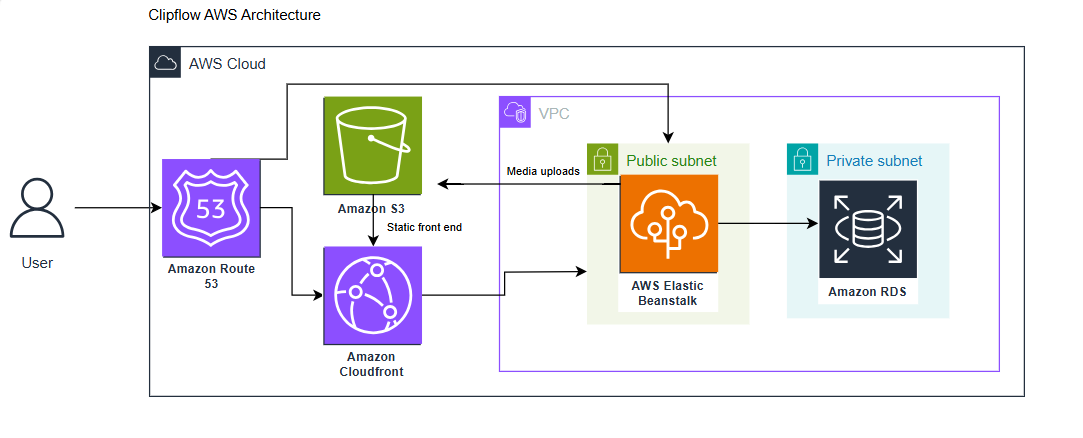 Clipflow AWS Architecture
AWS Cloud
VPC
Public subnet
Private subnet
Media uploads
53
Amazon S3
Static front end
User
Amazon Route
53
AWS Elastic
Beanstalk
Amazon RDS
Amazon
Cloudfront